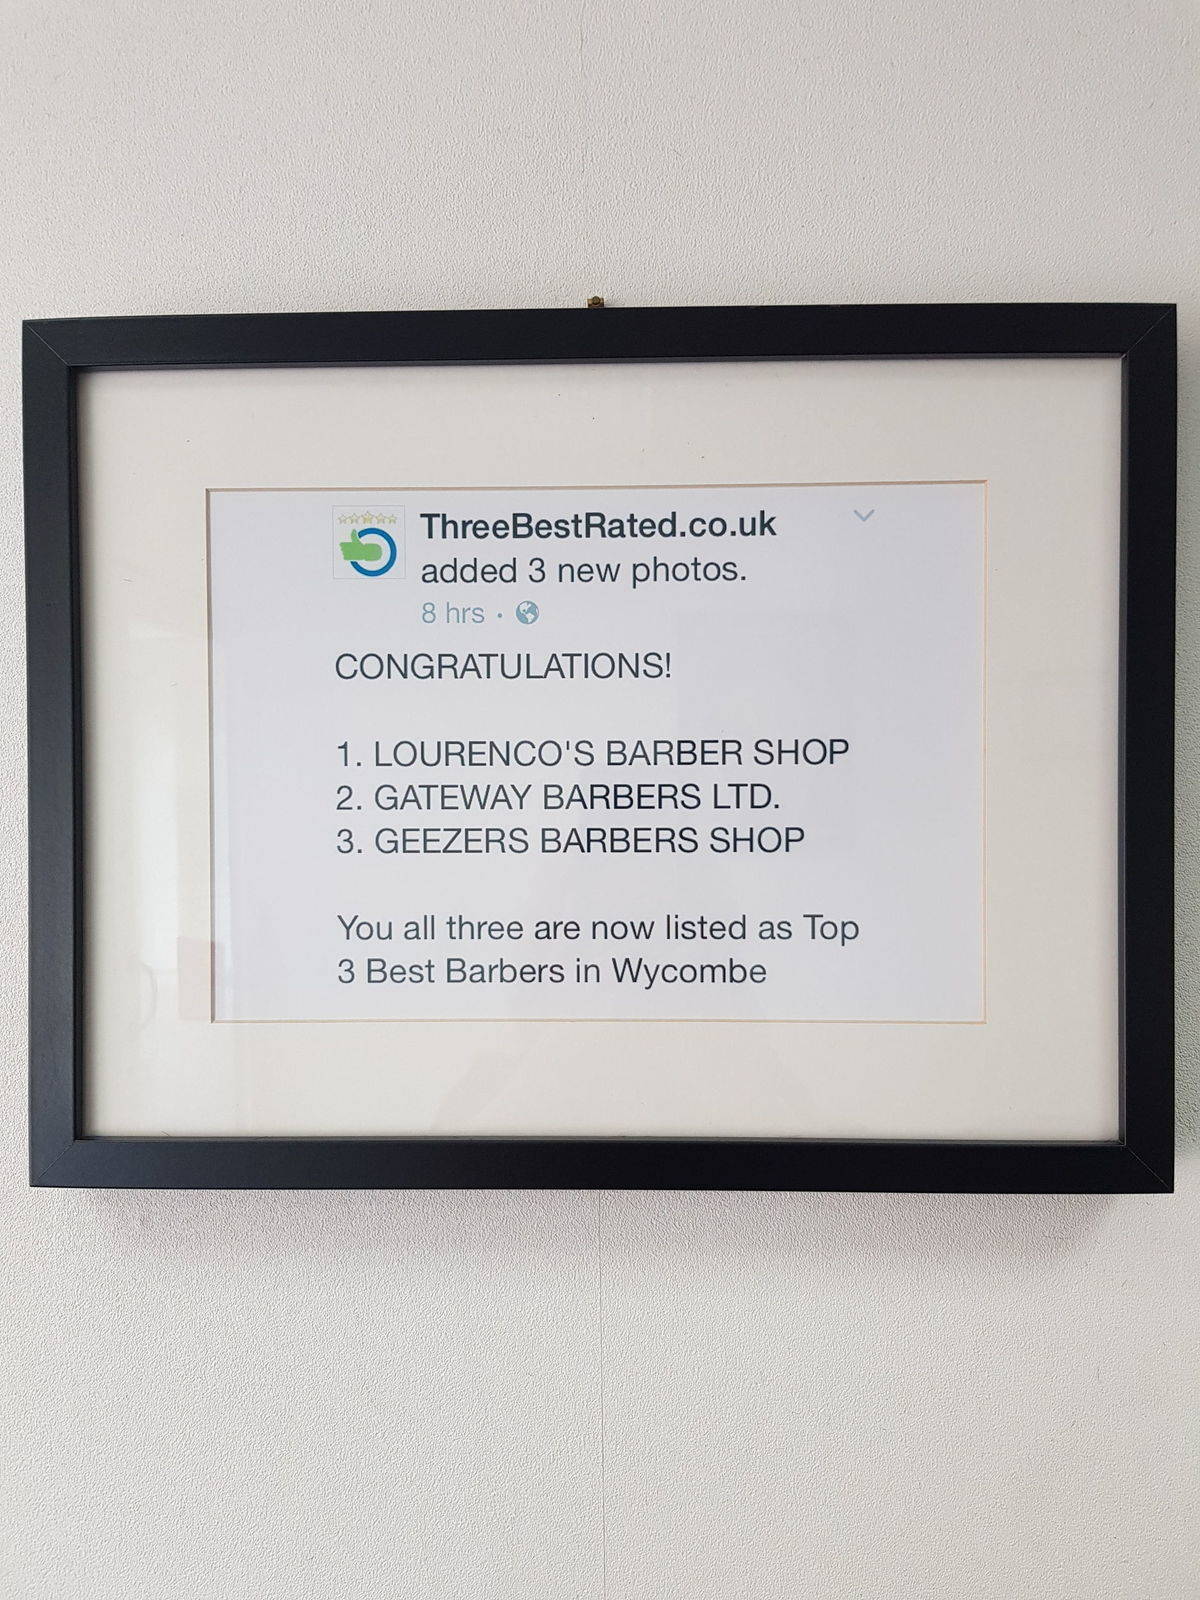 ThreeBestRated.co.uk
added 3 new photos.
8 hrs ·
CONGRATULATIONS!
1. LOURENCO'S BARBER SHOP
2. GATEWAY BARBERS LTD.
3. GEEZERS BARBERS SHOP
You all three are now listed as Top
3 Best Barbers in Wycombe